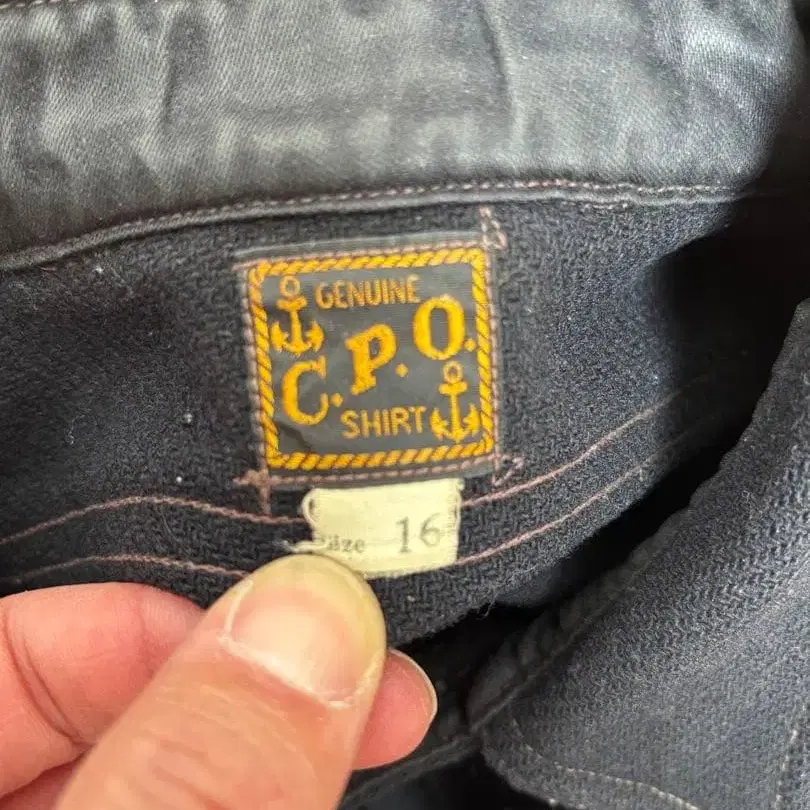 GENUINE
C.P.O.
SHIRT
Size 16